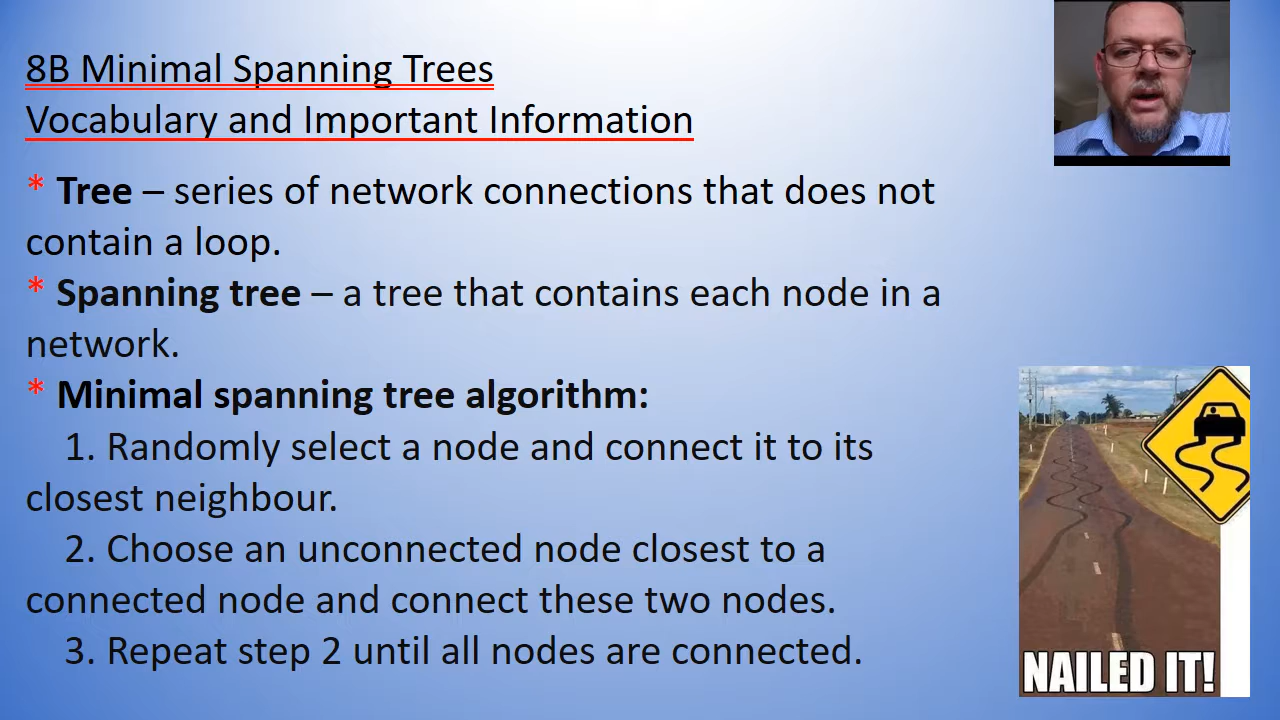 8B Minimal Spanning Trees
Vocabulary and Important Information
* Tree – series of network connections that does not
contain a loop.
* Spanning tree – a tree that contains each node in a
network.
* Minimal spanning tree algorithm:
1. Randomly select a node and connect it to its
closest neighbour.
2. Choose an unconnected node closest to a
connected node and connect these two nodes.
3. Repeat step 2 until all nodes are connected.
NAILED IT!